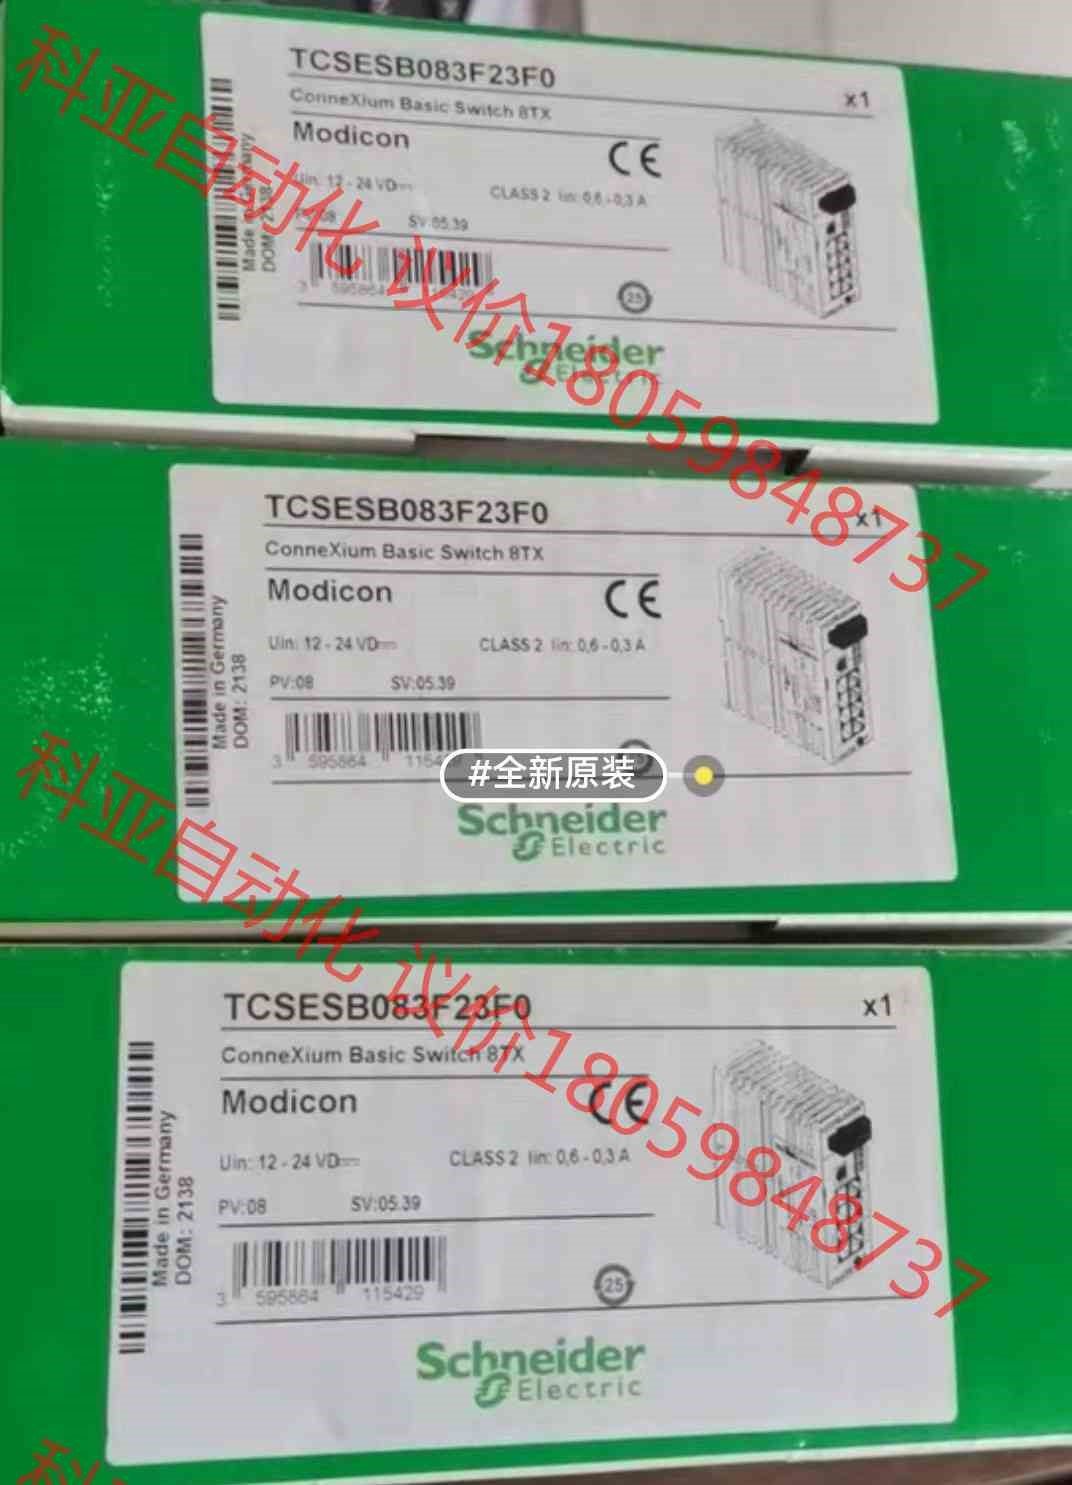 TCSESB083F23F0
x1
ConneXium Basic Switch 8TX
Modicon
CE
Uin: 12 - 24 VD
CLASS 2 Iin: 0,6 - 0,3 A
PV:08
SV:05.39
Made in Germany
DOM: 2138
3 595864 115429
25
Schneider
Electric
科亚自动化 议价18059848737
TCSESB083F23F0
x1
ConneXium Basic Switch 8TX
Modicon
CE
Uin: 12 - 24 VD
CLASS 2 Iin: 0,6 - 0,3 A
PV:08
SV:05.39
Made in Germany
DOM: 2138
3 595864
#全新原装
Schneider
Electric
科亚自动化 议价18059848737
TCSESB083F23F0
x1
ConneXium Basic Switch 8TX
Modicon
CE
Uin: 12 - 24 VD
CLASS 2 Iin: 0,6 - 0,3 A
PV:08
SV:05.39
Made in Germany
DOM: 2138
3 595864 115429
25
Schneider
Electric